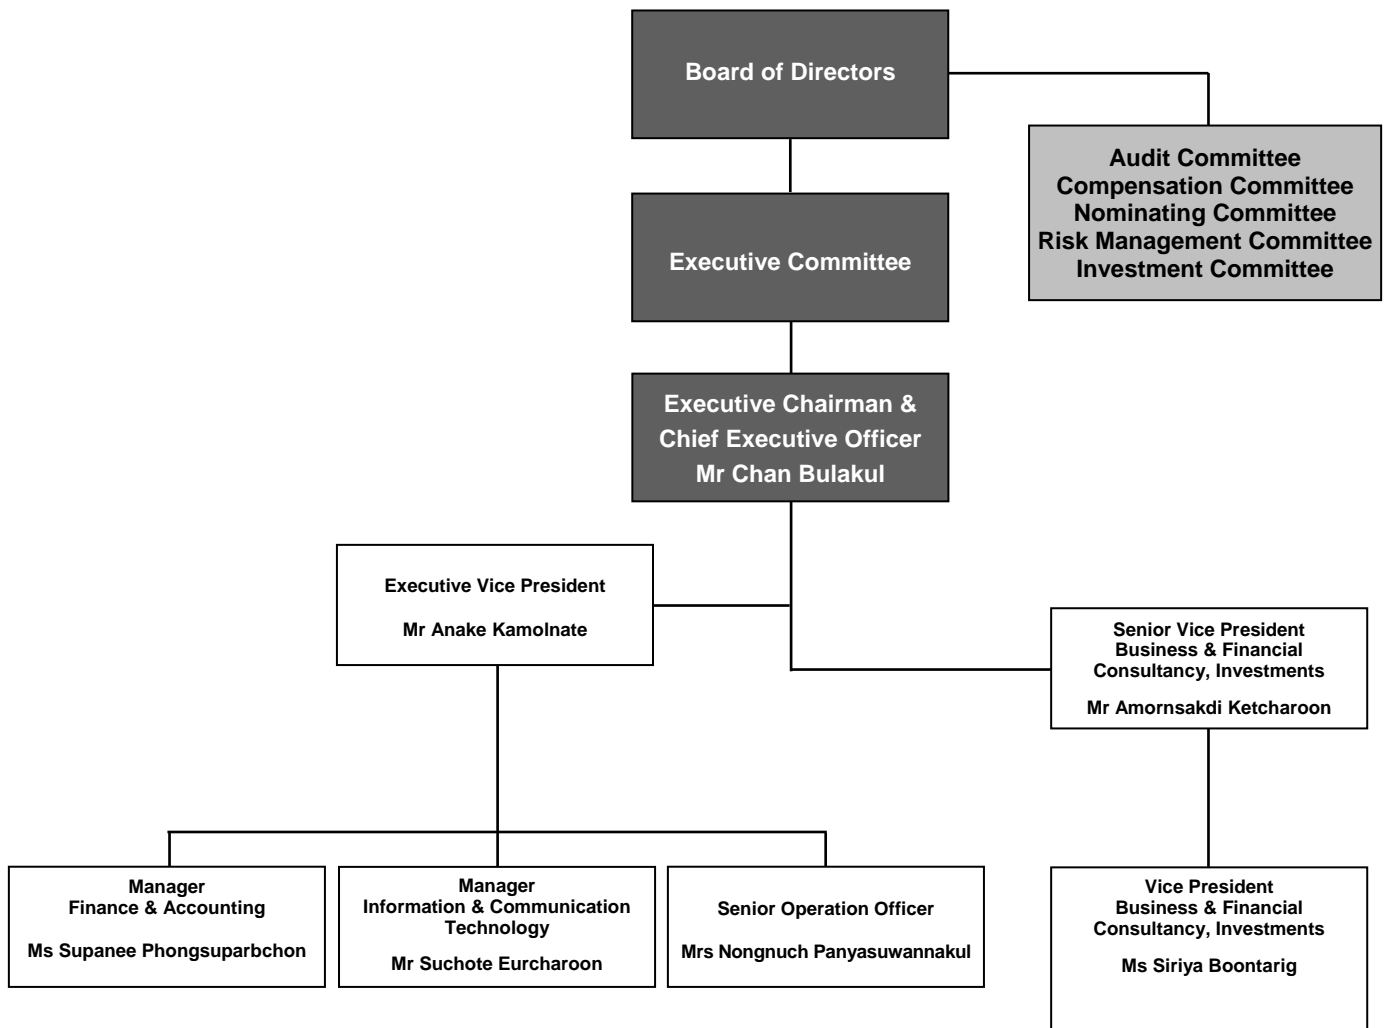 Board of Directors
Audit Committee
Compensation Committee
Nominating Committee
Risk Management Committee
Investment Committee
Executive Committee
Executive Chairman &
Chief Executive Officer
Mr Chan Bulakul
Executive Vice President
Mr Anake Kamolnate
Senior Vice President
Business & Financial
Consultancy, Investments
Mr Amornsakdi Ketcharoon
Manager
Finance & Accounting
Ms Supanee Phongsuparbchon
Manager
Information & Communication
Technology
Mr Suchote Eurcharoon
Senior Operation Officer
Mrs Nongnuch Panyasuwannakul
Vice President
Business & Financial
Consultancy, Investments
Ms Siriya Boontarig